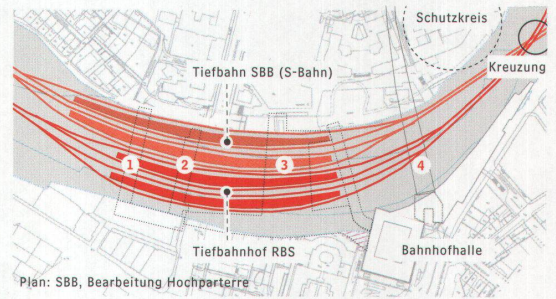 Schutzkreis
Kreuzung
Tiefbahn SBB (S-Bahn)
1 2 3 4
Tiefbahnhof RBS
Bahnhofhalle
Plan: SBB, Bearbeitung Hochparterre